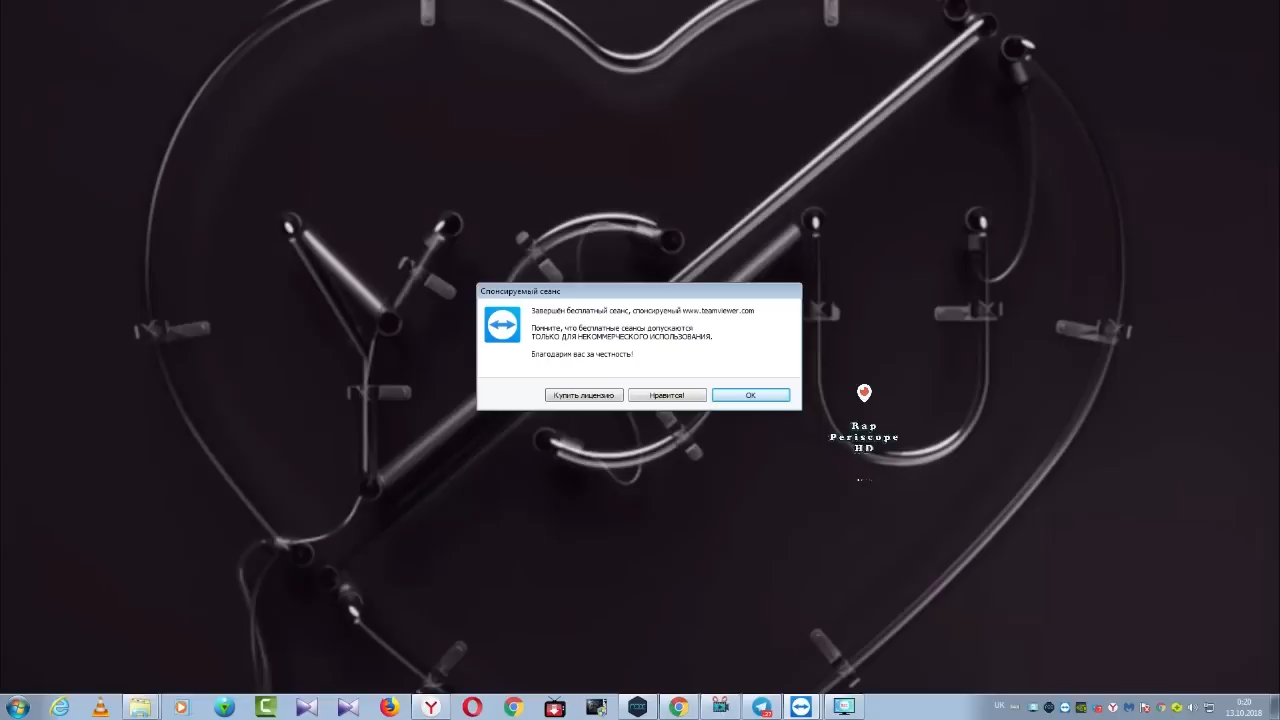 Спонсируемый сеанс
Завершён бесплатный сеанс, спонсируемый www.teamviewer.com
Помните, что бесплатные сеансы допускаются
ТОЛЬКО ДЛЯ НЕКОММЕРЧЕСКОГО ИСПОЛЬЗОВАНИЯ.
Благодарим вас за честность!
Купить лицензию
Нравится!
OK
Rap
Periscope
HD
UK
0:20
13.10.2018